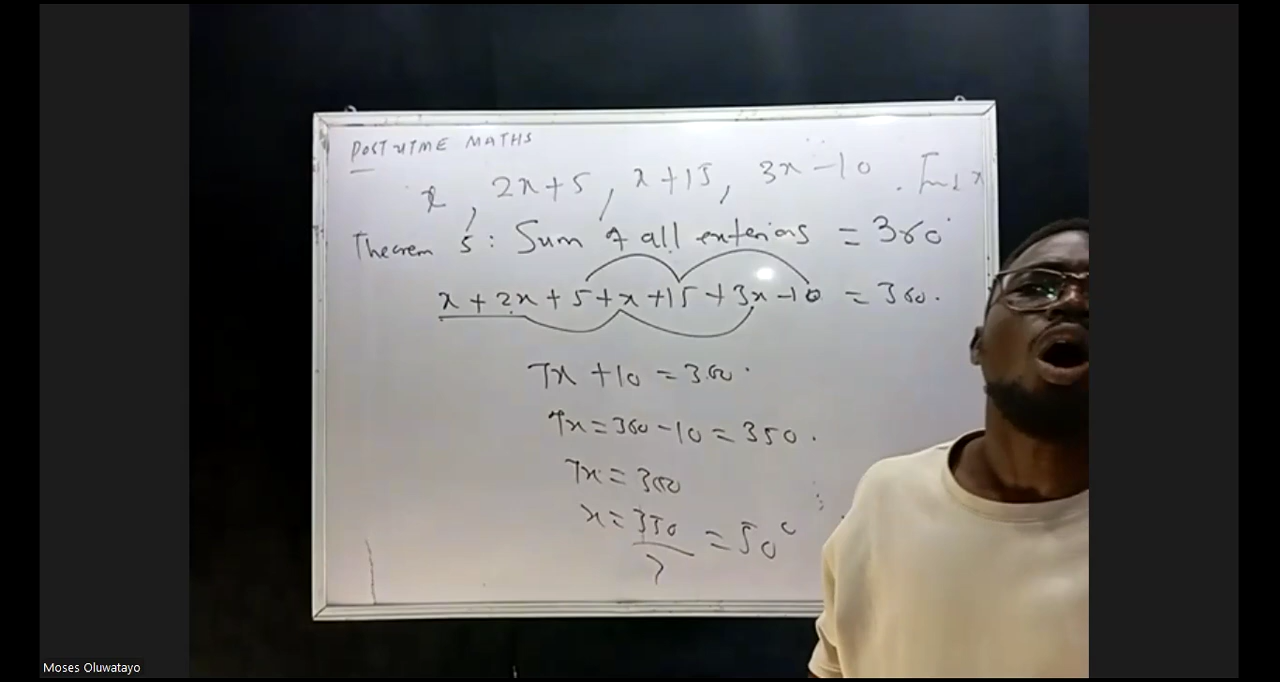 POST UTME MATHS
x, 2x+5, x+15, 3x-10. Find x
Theorem 5: Sum of all exteriors = 360°
x + 2x + 5 + x + 15 + 3x - 10 = 360.
7x + 10 = 360.
7x = 360 - 10 = 350.
7x = 350
x = 350/7 = 50°
Moses Oluwatayo